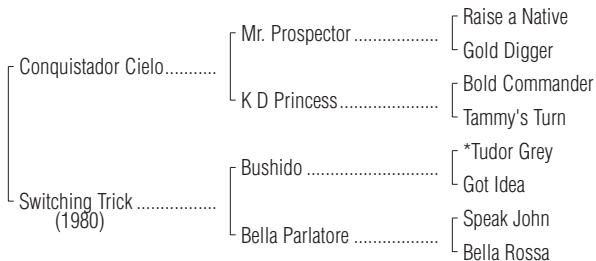 Raise a Native
Mr. Prospector ..................
Gold Digger
Conquistador Cielo...........
Bold Commander
K D Princess.....................
Tammy's Turn
*Tudor Grey
Bushido ............................
Got Idea
Switching Trick .................
(1980)
Speak John
Bella Parlatore ..................
Bella Rossa